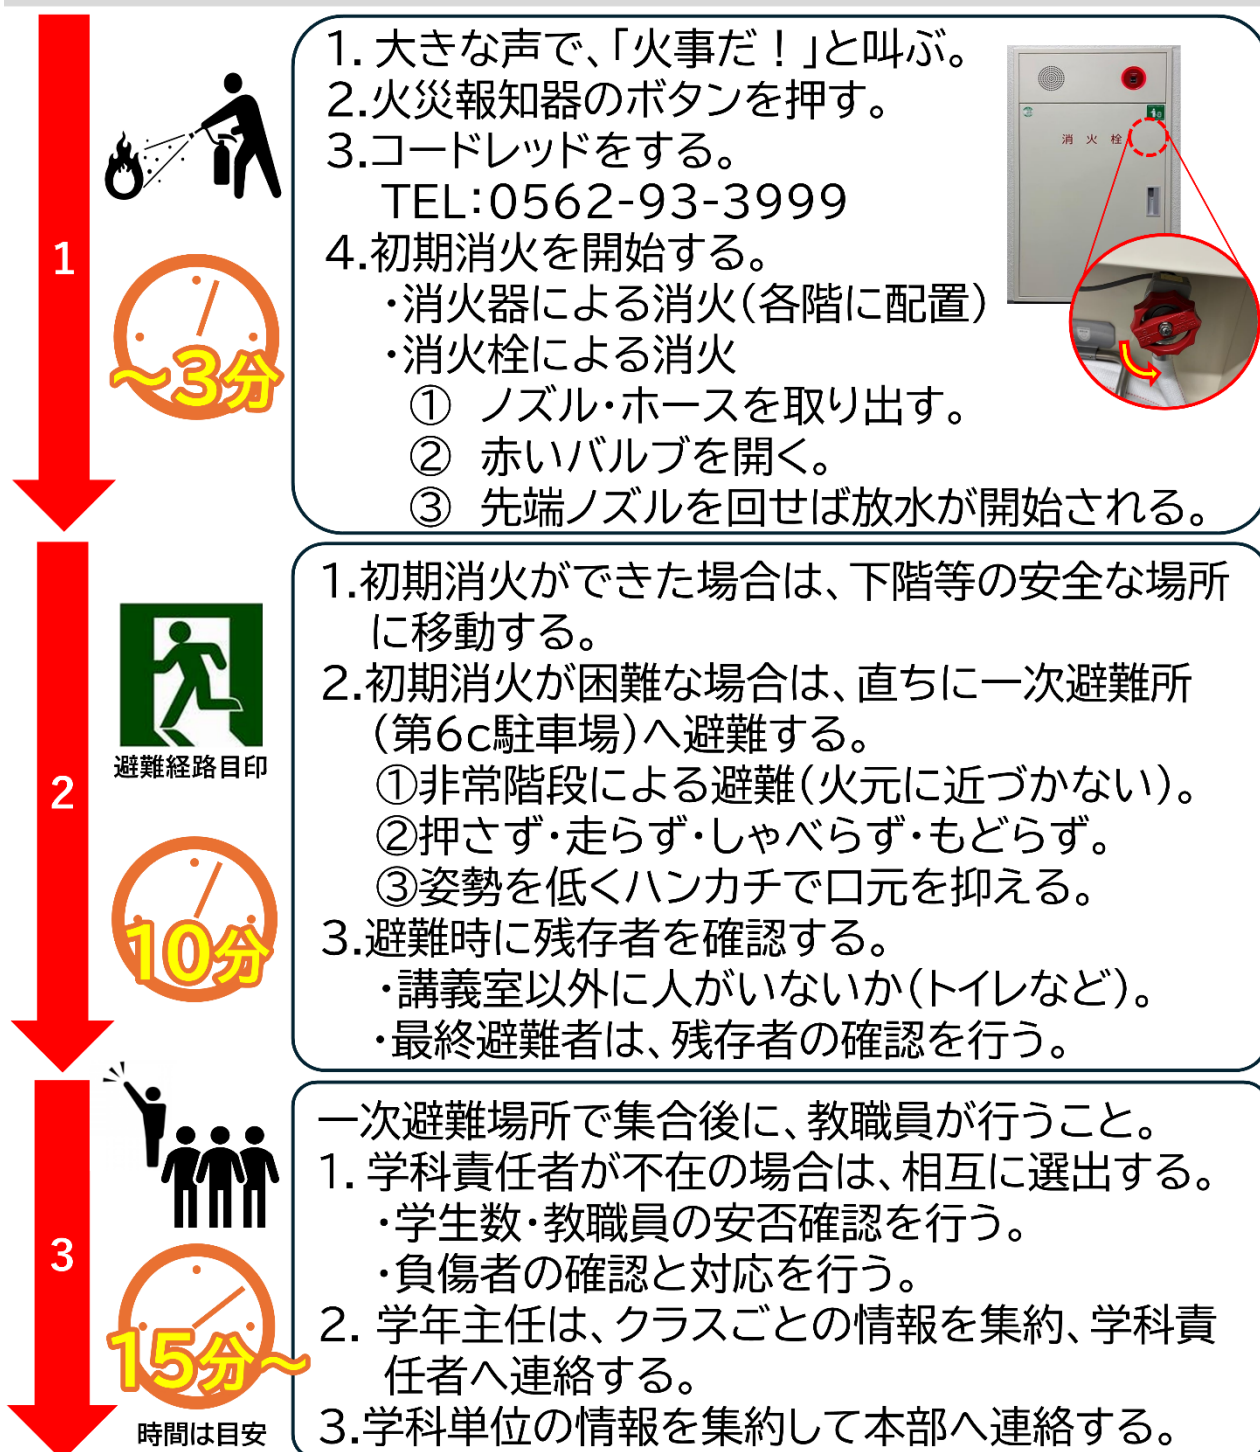 1
～3分
1. 大きな声で、「火事だ！」と叫ぶ。
2.火災報知器のボタンを押す。
3.コードレッドをする。
TEL:0562-93-3999
4.初期消火を開始する。
・消火器による消火(各階に配置)
・消火栓による消火
① ノズル・ホースを取り出す。
② 赤いバルブを開く。
③ 先端ノズルを回せば放水が開始される。
消火栓
2
避難経路目印
10分
1.初期消火ができた場合は、下階等の安全な場所
に移動する。
2.初期消火が困難な場合は、直ちに一次避難所
(第6c駐車場)へ避難する。
①非常階段による避難(火元に近づかない)。
②押さず・走らず・しゃべらず・もどらず。
③姿勢を低くハンカチで口元を抑える。
3.避難時に残存者を確認する。
・講義室以外に人がいないか(トイレなど)。
・最終避難者は、残存者の確認を行う。
3
15分～
時間は目安
一次避難場所で集合後に、教職員が行うこと。
1. 学科責任者が不在の場合は、相互に選出する。
・学生数・教職員の安否確認を行う。
・負傷者の確認と対応を行う。
2. 学年主任は、クラスごとの情報を集約、学科責
任者へ連絡する。
3.学科単位の情報を集約して本部へ連絡する。